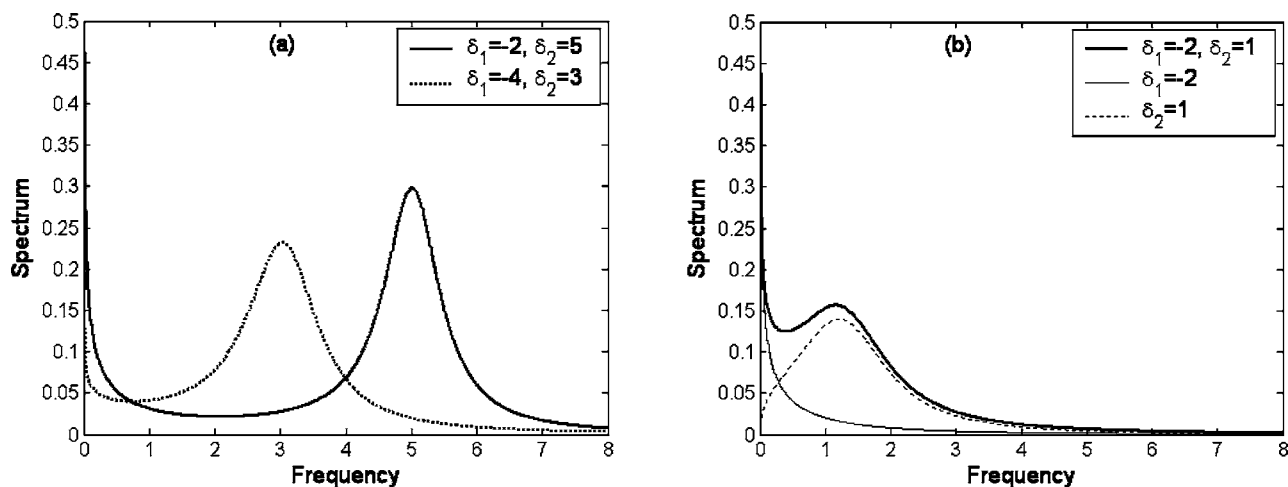 (a)
δ1=-2, δ2=5
δ1=-4, δ2=3
0.5
0.45
0.4
0.35
0.3
0.25
0.2
0.15
0.1
0.05
0
Spectrum
0 1 2 3 4 5 6 7 8
Frequency
(b)
δ1=-2, δ2=1
δ1=-2
δ2=1
0.5
0.45
0.4
0.35
0.3
0.25
0.2
0.15
0.1
0.05
0
Spectrum
0 1 2 3 4 5 6 7 8
Frequency